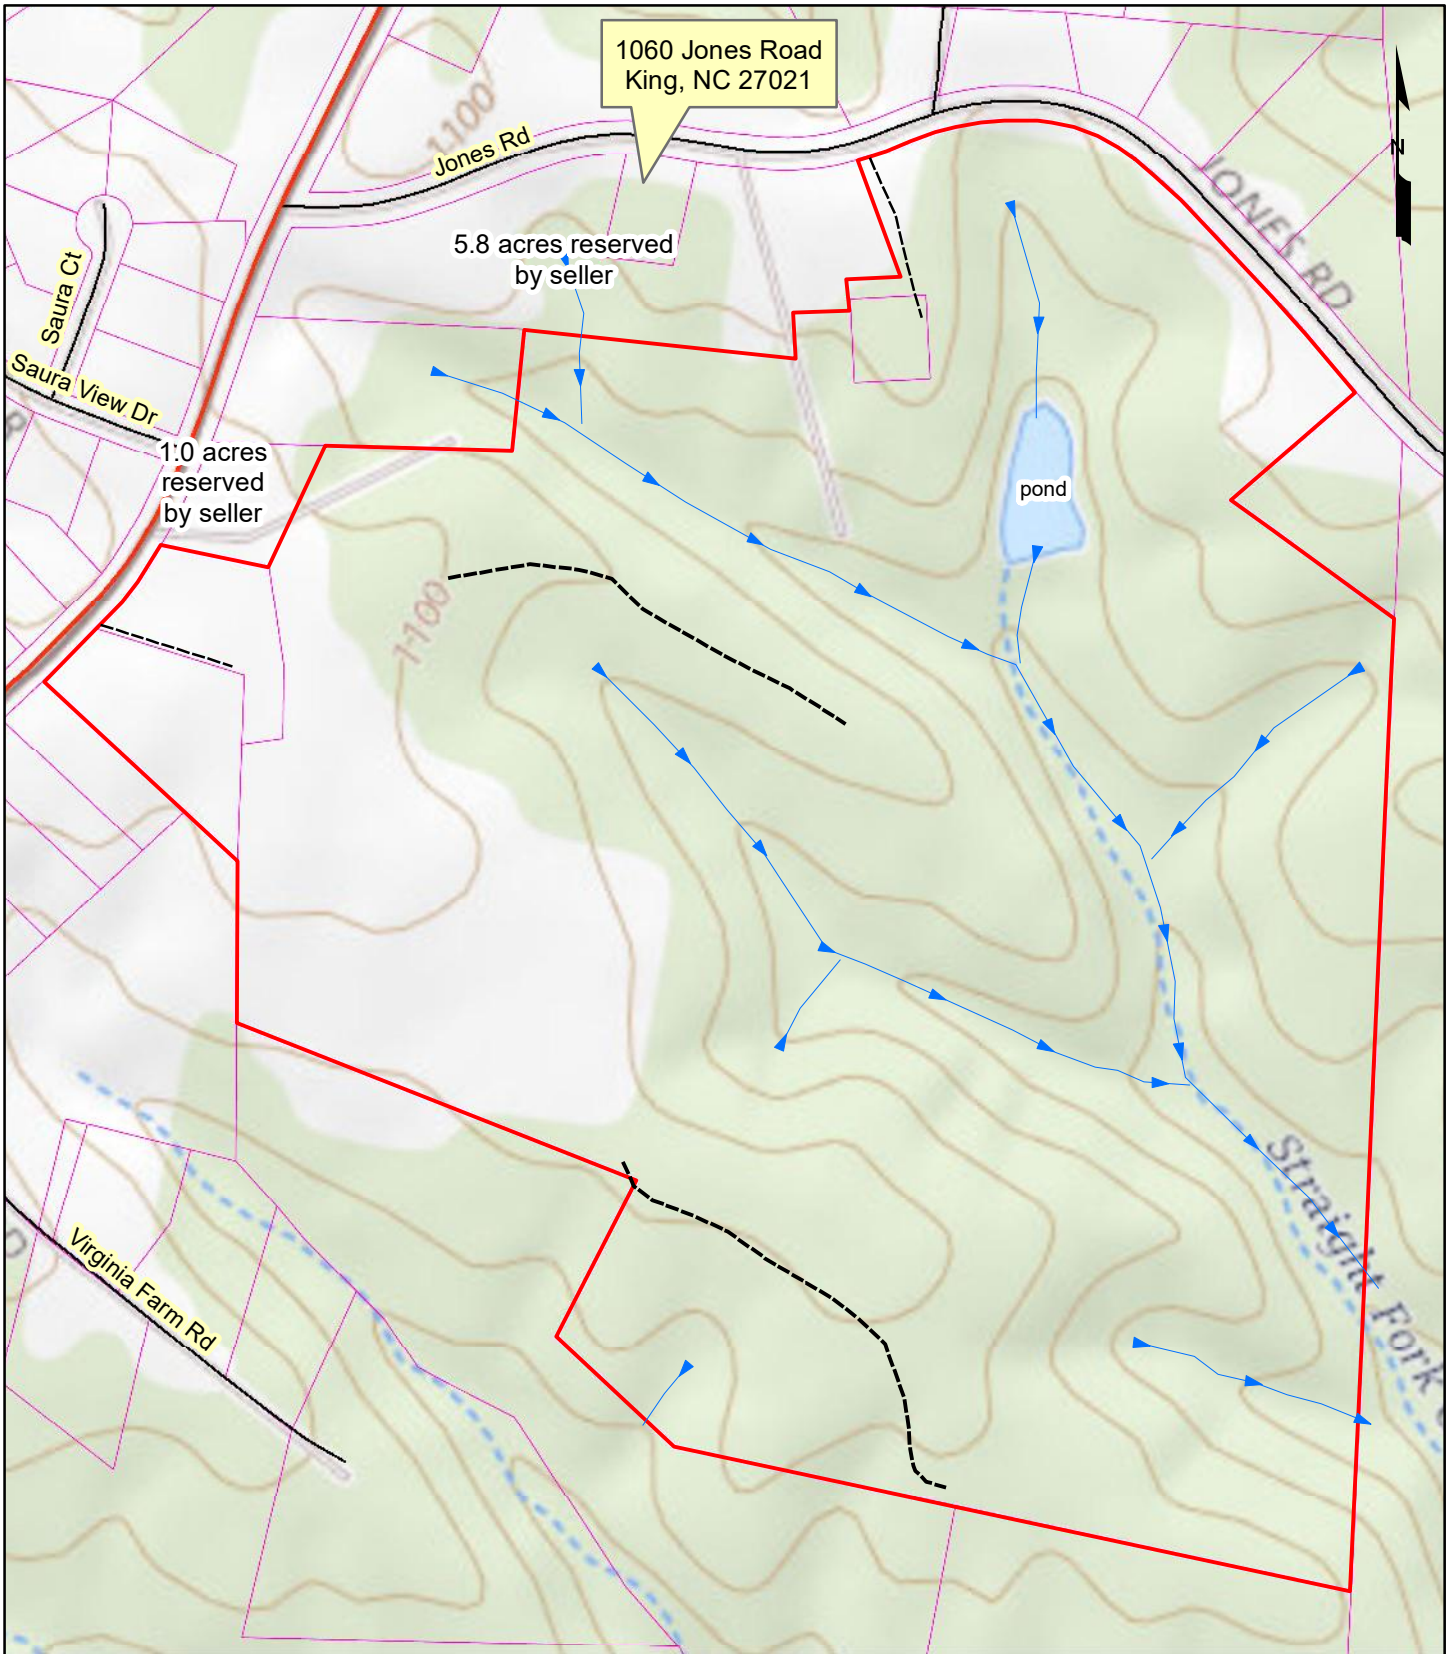 1060 Jones Road
King, NC 27021
1100
Jones Rd
JONES RD
N
5.8 acres reserved
by seller
Saura Ct
Saura View Dr
1.0 acres
reserved
by seller
pond
1100
Straight Fork
Virginia Farm Rd
D